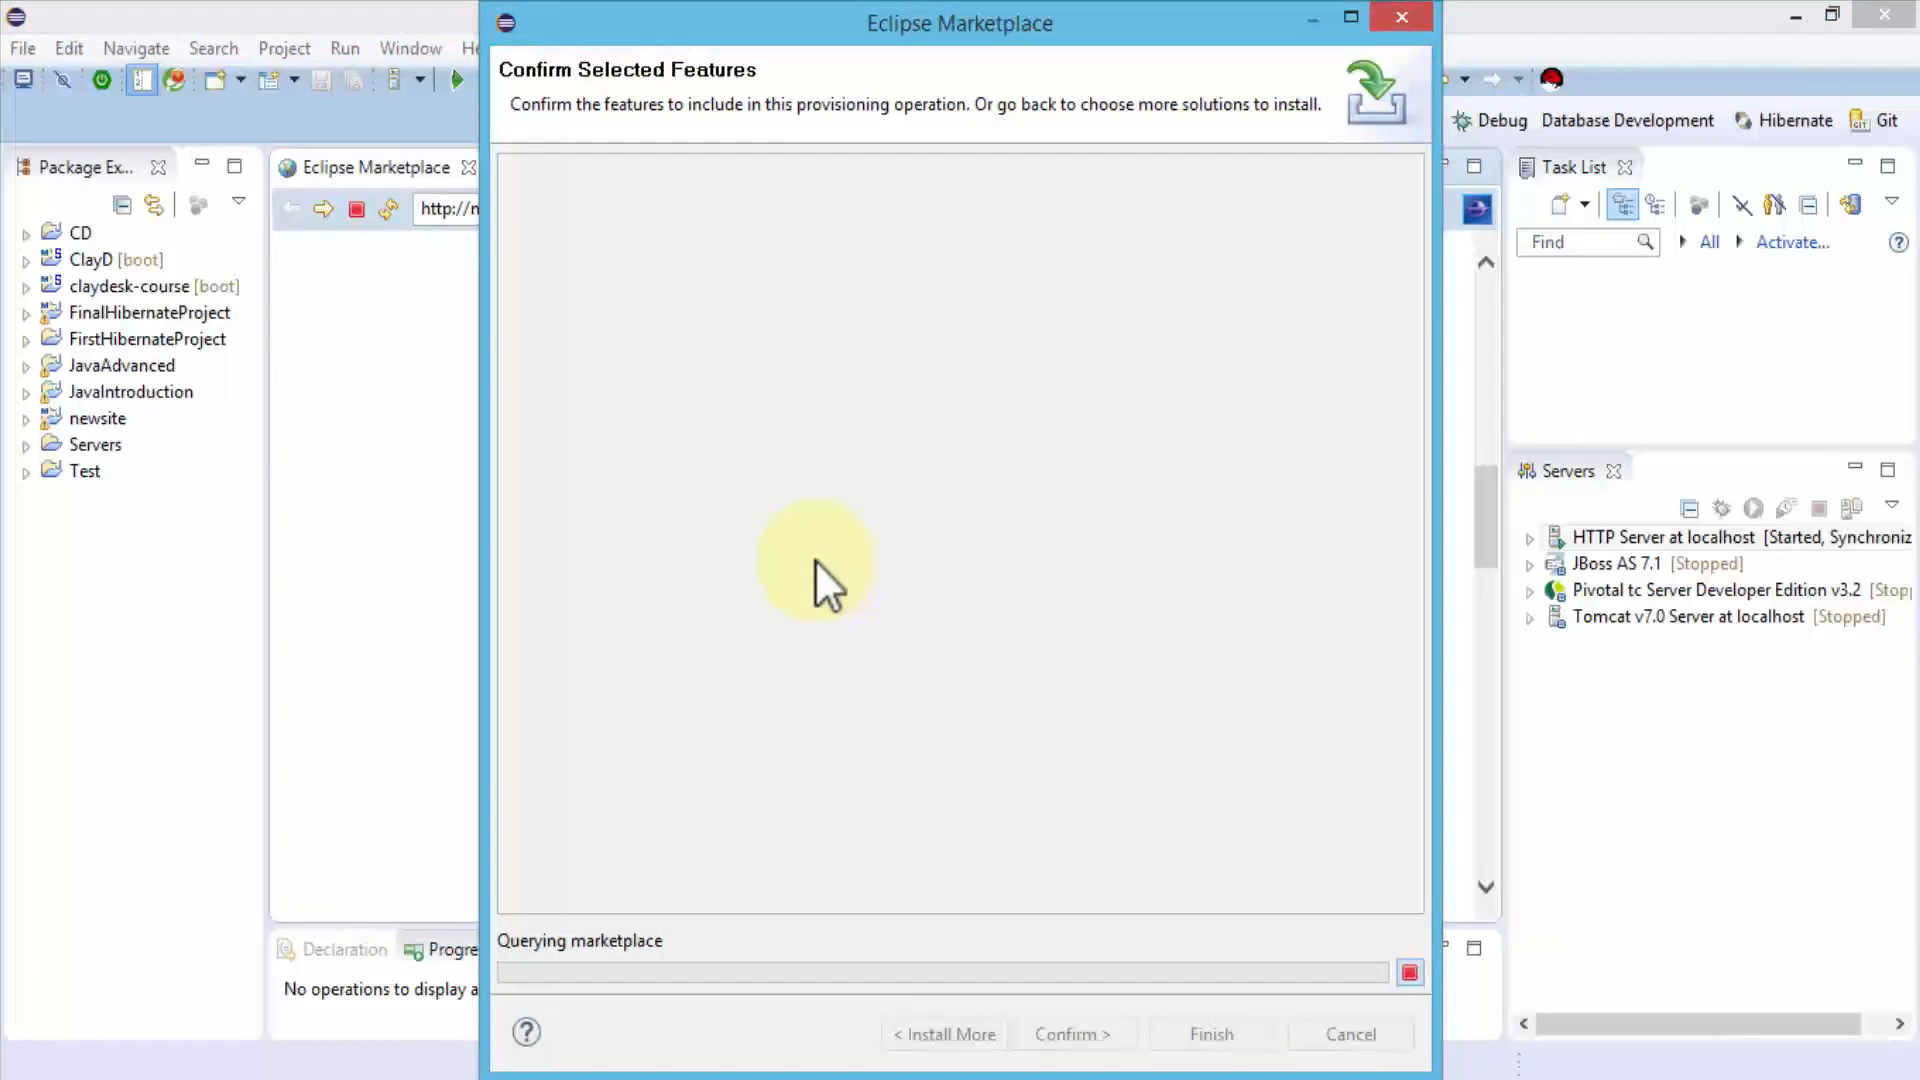 Eclipse Marketplace
File Edit Navigate Search Project Run Window He
Confirm Selected Features
Confirm the features to include in this provisioning operation. Or go back to choose more solutions to install.
Debug Database Development Hibernate Git
Package Ex...
Eclipse Marketplace
Task List
http://n
Find All Activate...
CD
ClayD [boot]
claydesk-course [boot]
FinalHibernateProject
FirstHibernateProject
JavaAdvanced
JavaIntroduction
newsite
Servers
Test
Servers
HTTP Server at localhost [Started, Synchroniz
JBoss AS 7.1 [Stopped]
Pivotal tc Server Developer Edition v3.2 [Stop
Tomcat v7.0 Server at localhost [Stopped]
Querying marketplace
Declaration Progre
No operations to display a
< Install More Confirm > Finish Cancel